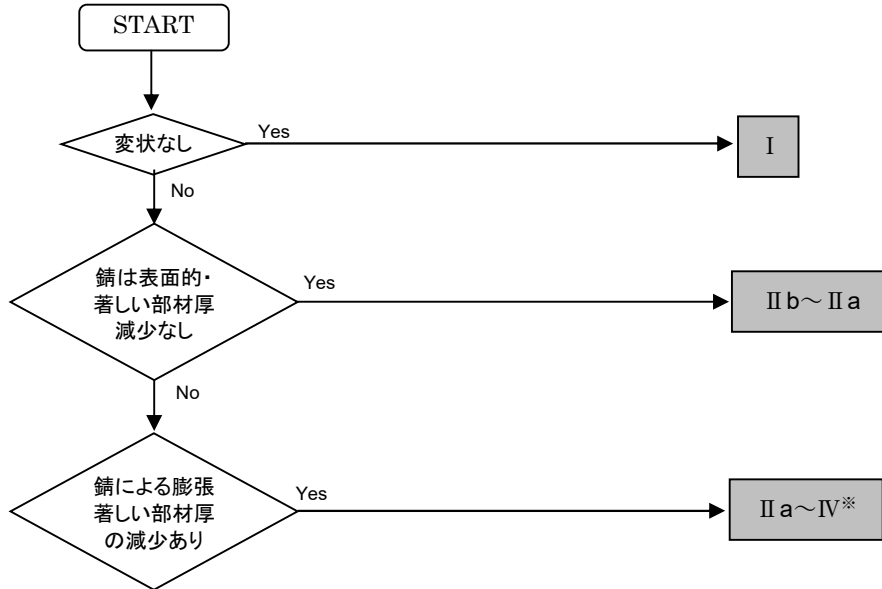 START
変状なし
Yes
Ⅰ
No
錆は表面的・
著しい部材厚
減少なし
Yes
Ⅱb~Ⅱa
No
錆による膨張
著しい部材厚
の減少あり
Yes
Ⅱa~Ⅳ※